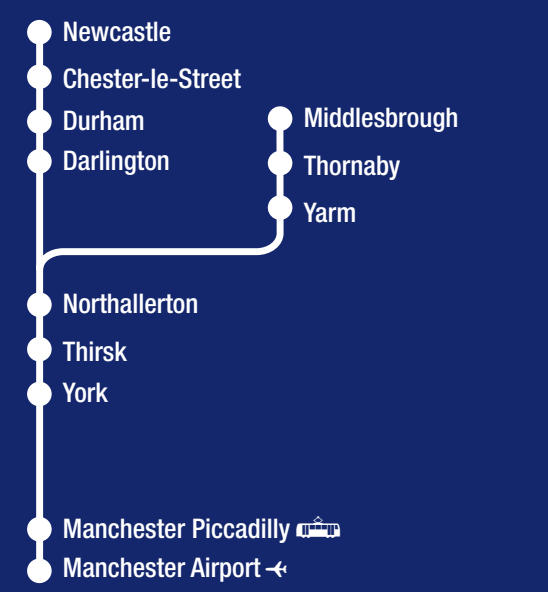 Newcastle
Chester-le-Street
Durham
Darlington
Middlesbrough
Thornaby
Yarm
Northallerton
Thirsk
York
Manchester Piccadilly
Manchester Airport